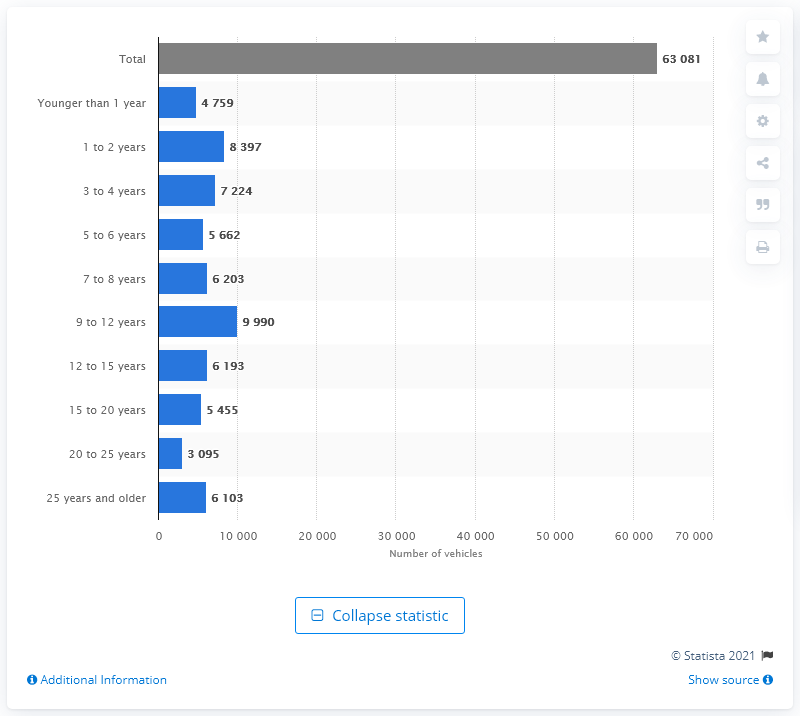 Total 63 081
Younger than 1 year 4 759
1 to 2 years 8 397
3 to 4 years 7 224
5 to 6 years 5 662
7 to 8 years 6 203
9 to 12 years 9 990
12 to 15 years 6 193
15 to 20 years 5 455
20 to 25 years 3 095
25 years and older 6 103
0 10 000 20 000 30 000 40 000 50 000 60 000 70 000
Number of vehicles
Collapse statistic
© Statista 2021
Additional Information Show source